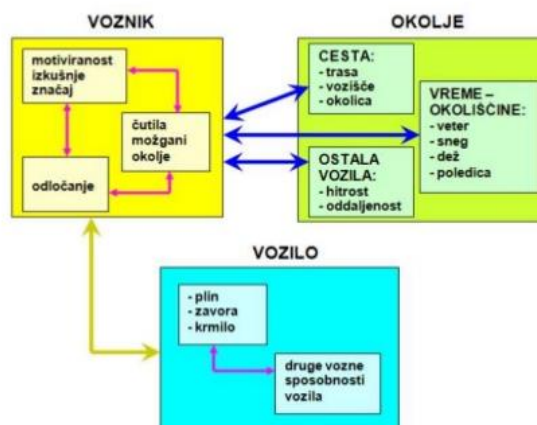 VOZNIK
motiviranost
izkušnje
značaj
čutila
možgani
okolje
odločanje
OKOLJE
CESTA:
- trasa
- vozišče
- okolica
VREME –
OKOLIŠČINE:
- veter
- sneg
- dež
- poledica
OSTALA
VOZILA:
- hitrost
- oddaljenost
VOZILO
- plin
- zavora
- krmilo
druge vozne
sposobnosti
vozila